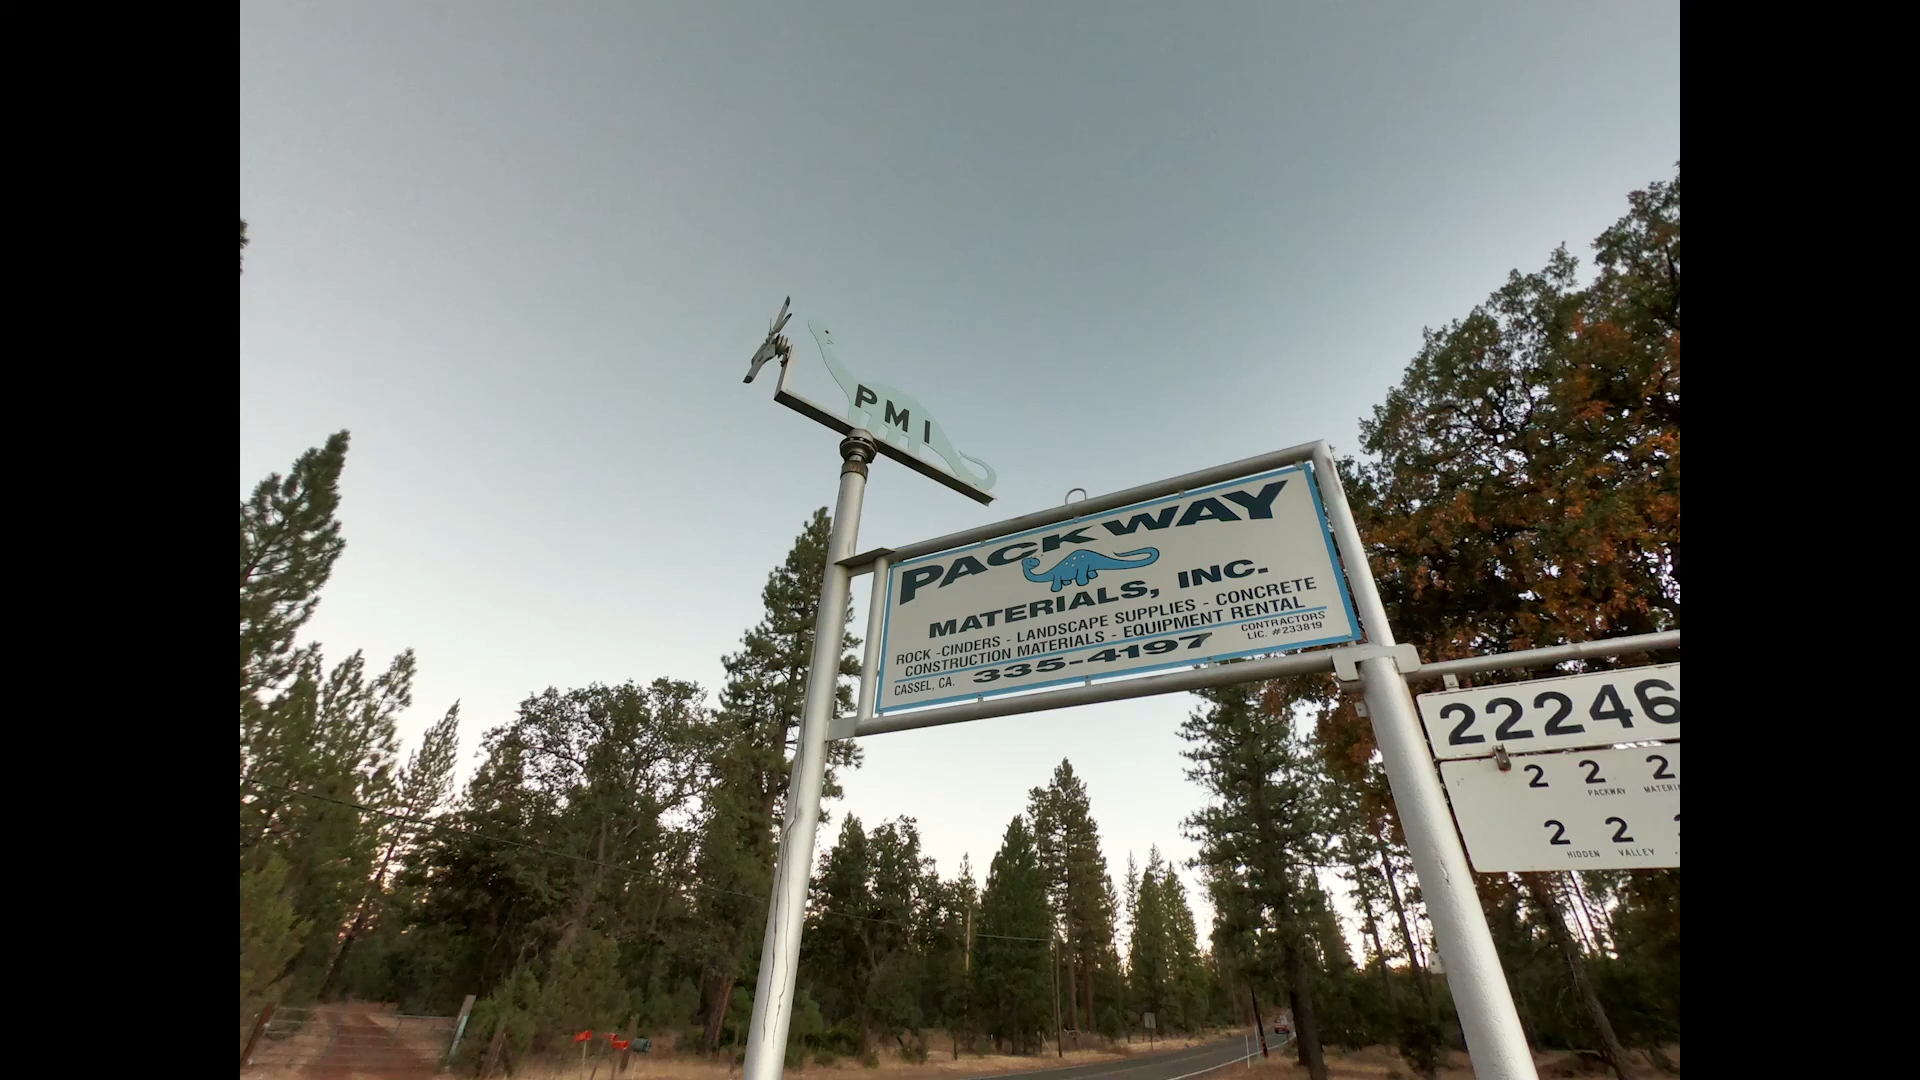 PMI
PACKWAY
MATERIALS, INC.
ROCK -CINDERS - LANDSCAPE SUPPLIES - CONCRETE
CONSTRUCTION MATERIALS - EQUIPMENT RENTAL
CASSEL, CA. 335-4197 CONTRACTORS
LIC. #233819
22246
2 2 2
PACKWAY
2 2
HIDDEN VALLEY